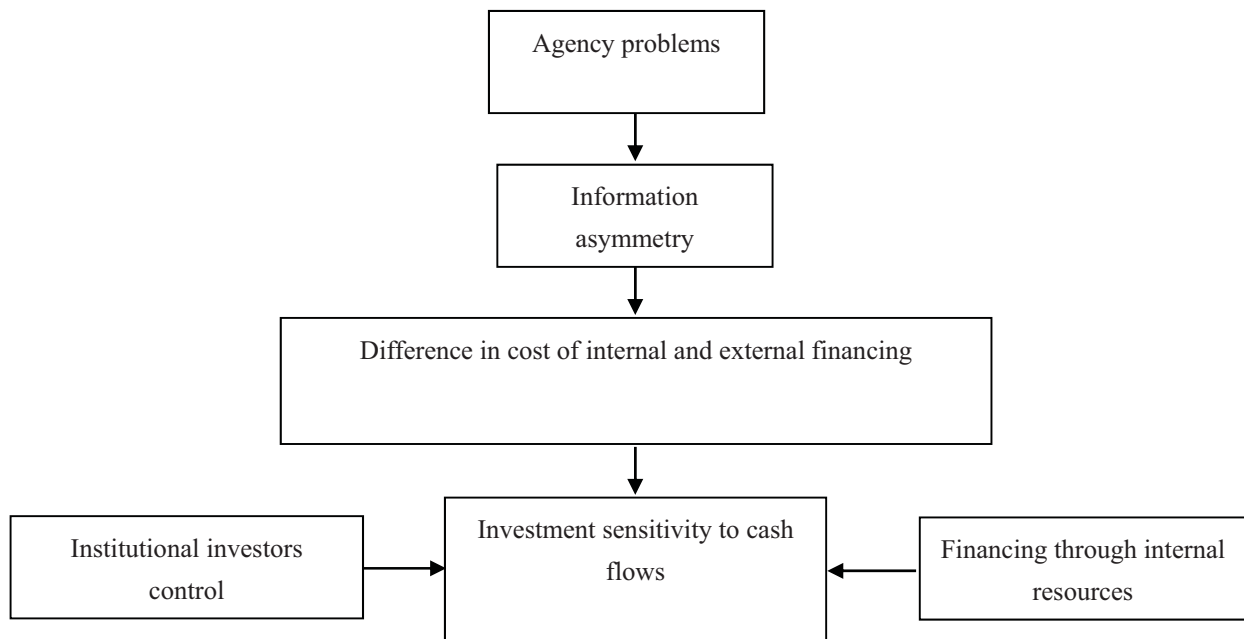 Agency problems
Information
asymmetry
Difference in cost of internal and external financing
Institutional investors
control
Investment sensitivity to cash
flows
Financing through internal
resources